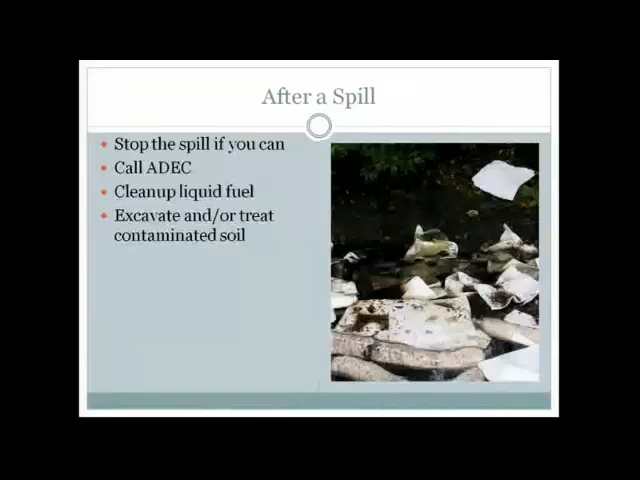 After a Spill
Stop the spill if you can
Call ADEC
Cleanup liquid fuel
Excavate and/or treat
contaminated soil